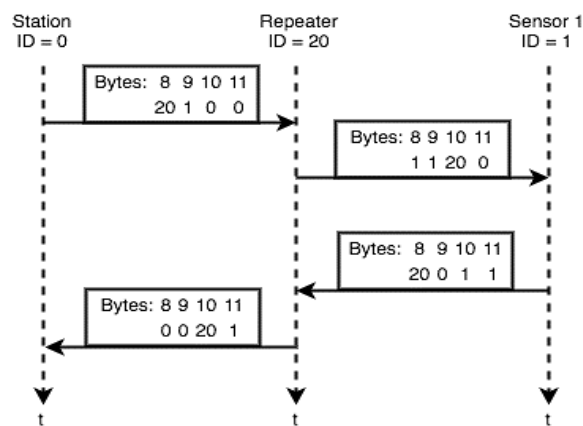 Station
ID = 0
Repeater
ID = 20
Sensor 1
ID = 1
Bytes: 8 9 10 11
20 1 0 0
Bytes: 8 9 10 11
1 1 20 0
Bytes: 8 9 10 11
20 0 1 1
Bytes: 8 9 10 11
0 0 20 1
t
t
t